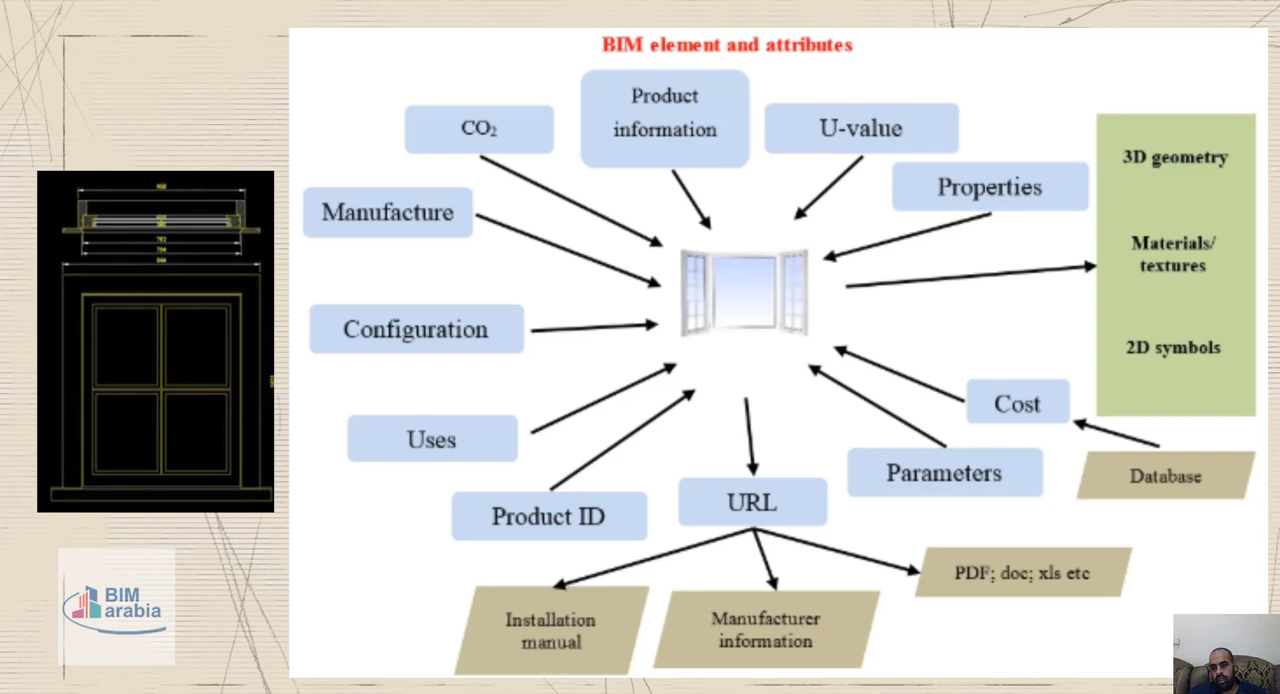 BIM element and attributes
Product
information
CO₂
U-value
Properties
Manufacture
3D geometry
Materials/
textures
2D symbols
Configuration
Cost
Uses
Parameters
Database
Product ID
URL
PDF; doc; xls etc
Installation
manual
Manufacturer
information
BIM
arabia